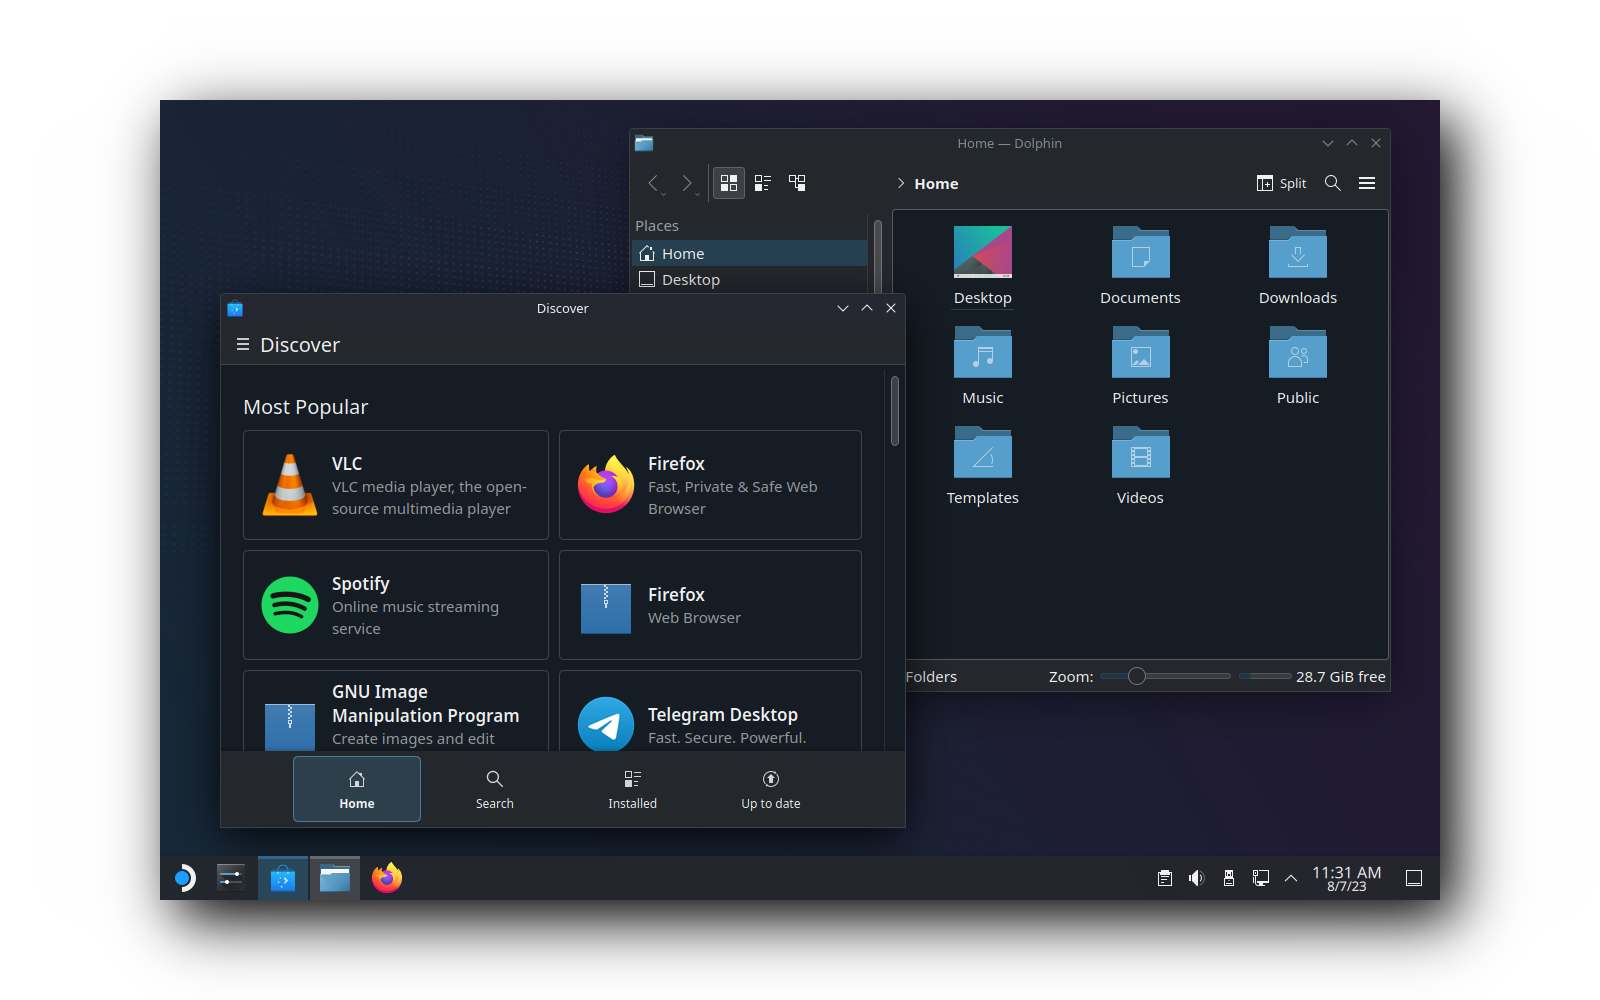 Home — Dolphin
Home
Split
Places
Home
Desktop
Desktop
Documents
Downloads
Music
Pictures
Public
Templates
Videos
Folders
Zoom:
28.7 GiB free
Discover
Discover
Most Popular
VLC
VLC media player, the open-
source multimedia player
Firefox
Fast, Private & Safe Web
Browser
Spotify
Online music streaming
service
Firefox
Web Browser
GNU Image
Manipulation Program
Create images and edit
Telegram Desktop
Fast. Secure. Powerful.
Home
Search
Installed
Up to date
11:31 AM
8/7/23